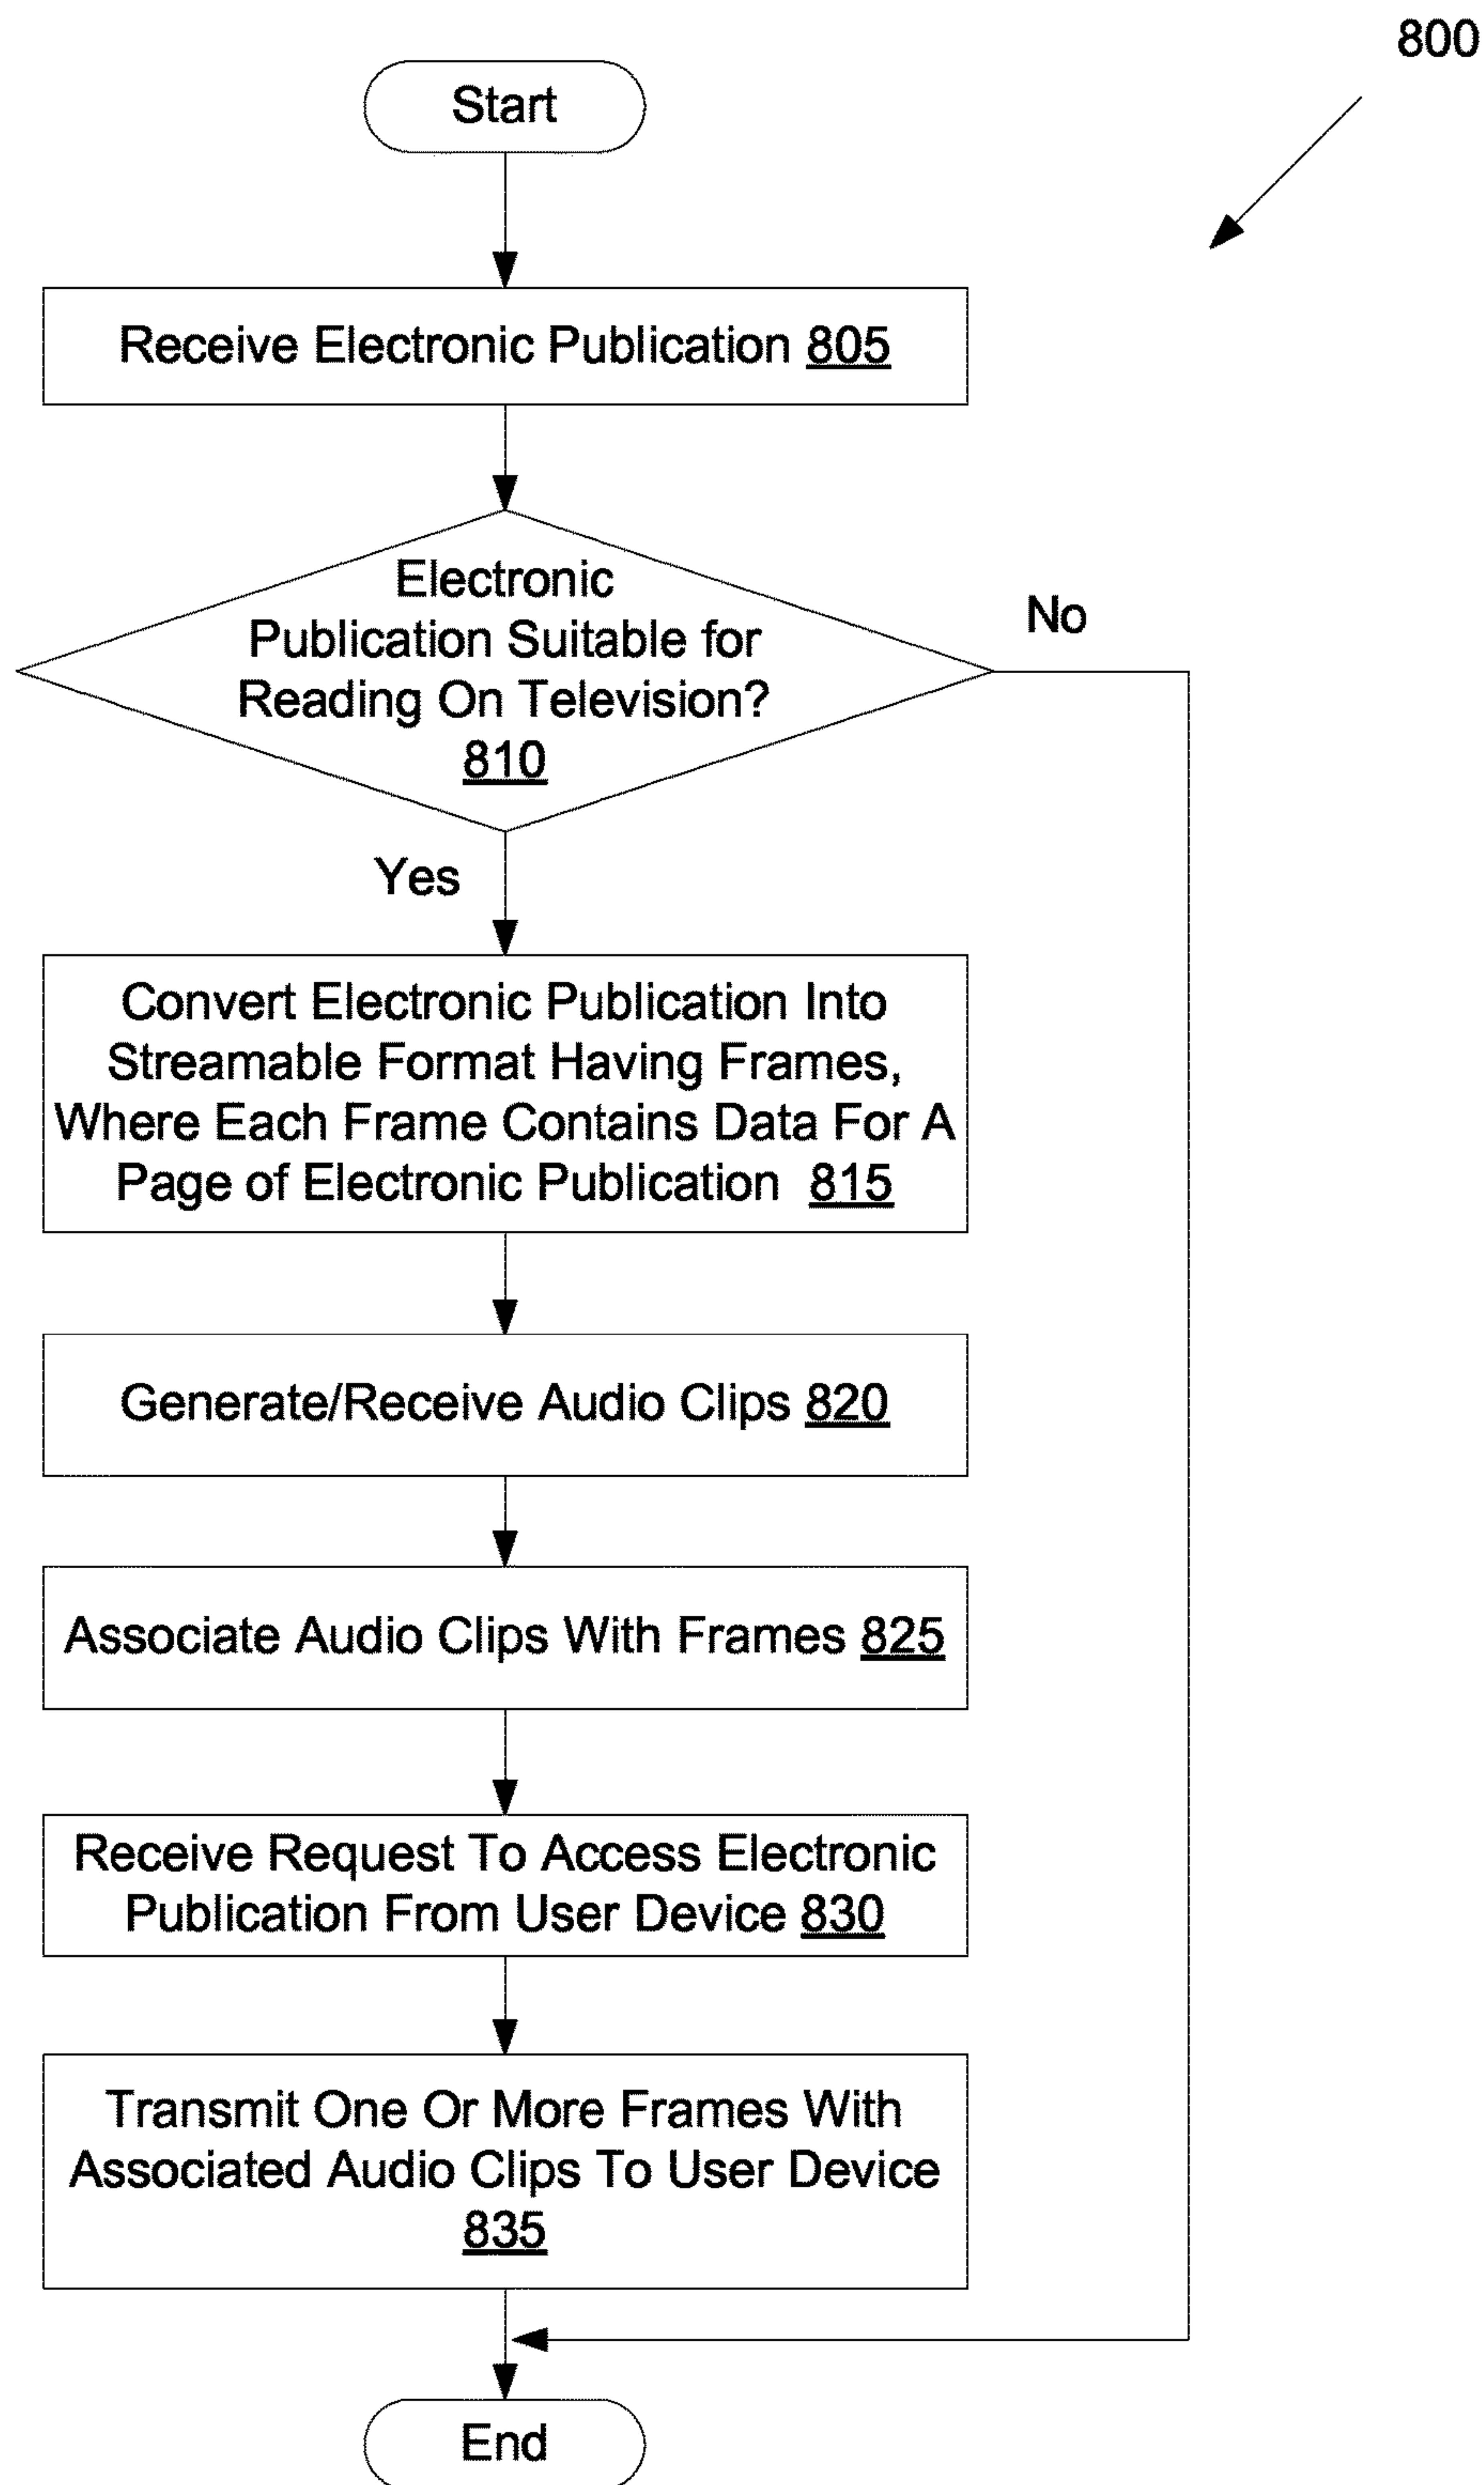 800
Start
Receive Electronic Publication 805
Electronic
Publication Suitable for
Reading On Television?
810
No
Yes
Convert Electronic Publication Into
Streamable Format Having Frames,
Where Each Frame Contains Data For A
Page of Electronic Publication 815
Generate/Receive Audio Clips 820
Associate Audio Clips With Frames 825
Receive Request To Access Electronic
Publication From User Device 830
Transmit One Or More Frames With
Associated Audio Clips To User Device
835
End